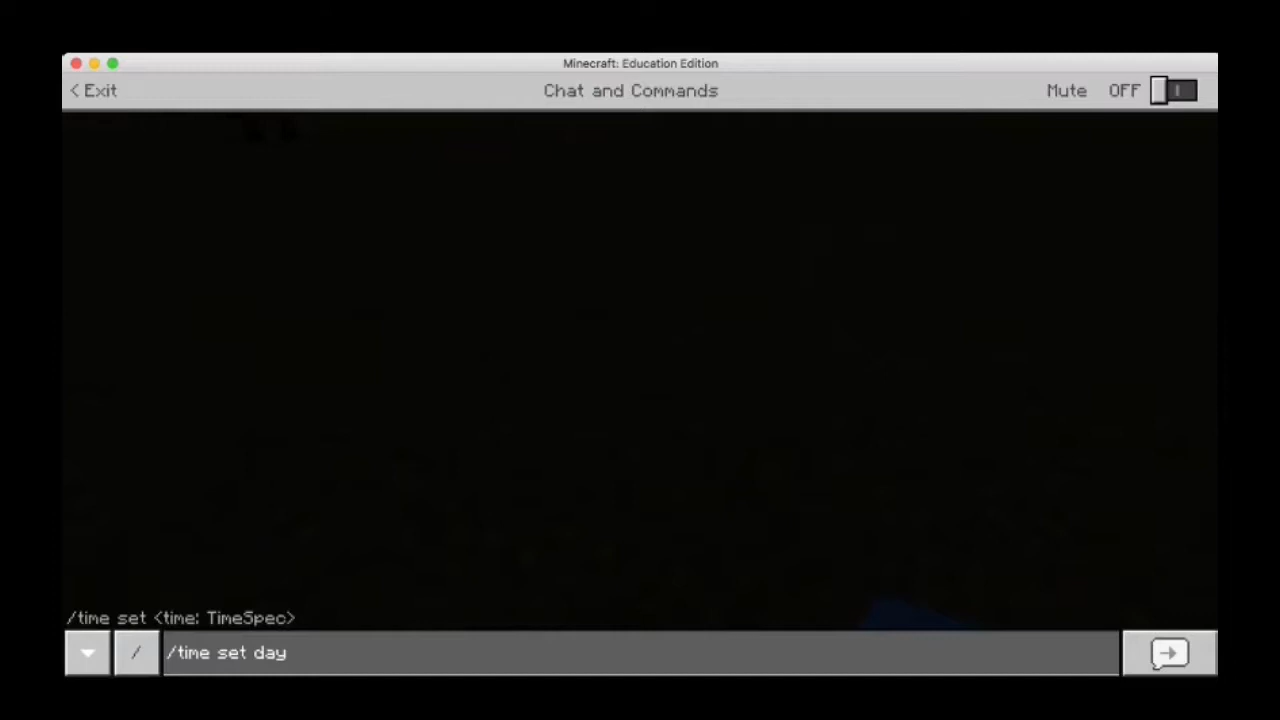 Minecraft: Education Edition
< Exit
Chat and Commands
Mute OFF
/time set <time: TimeSpec>
/
/time set day